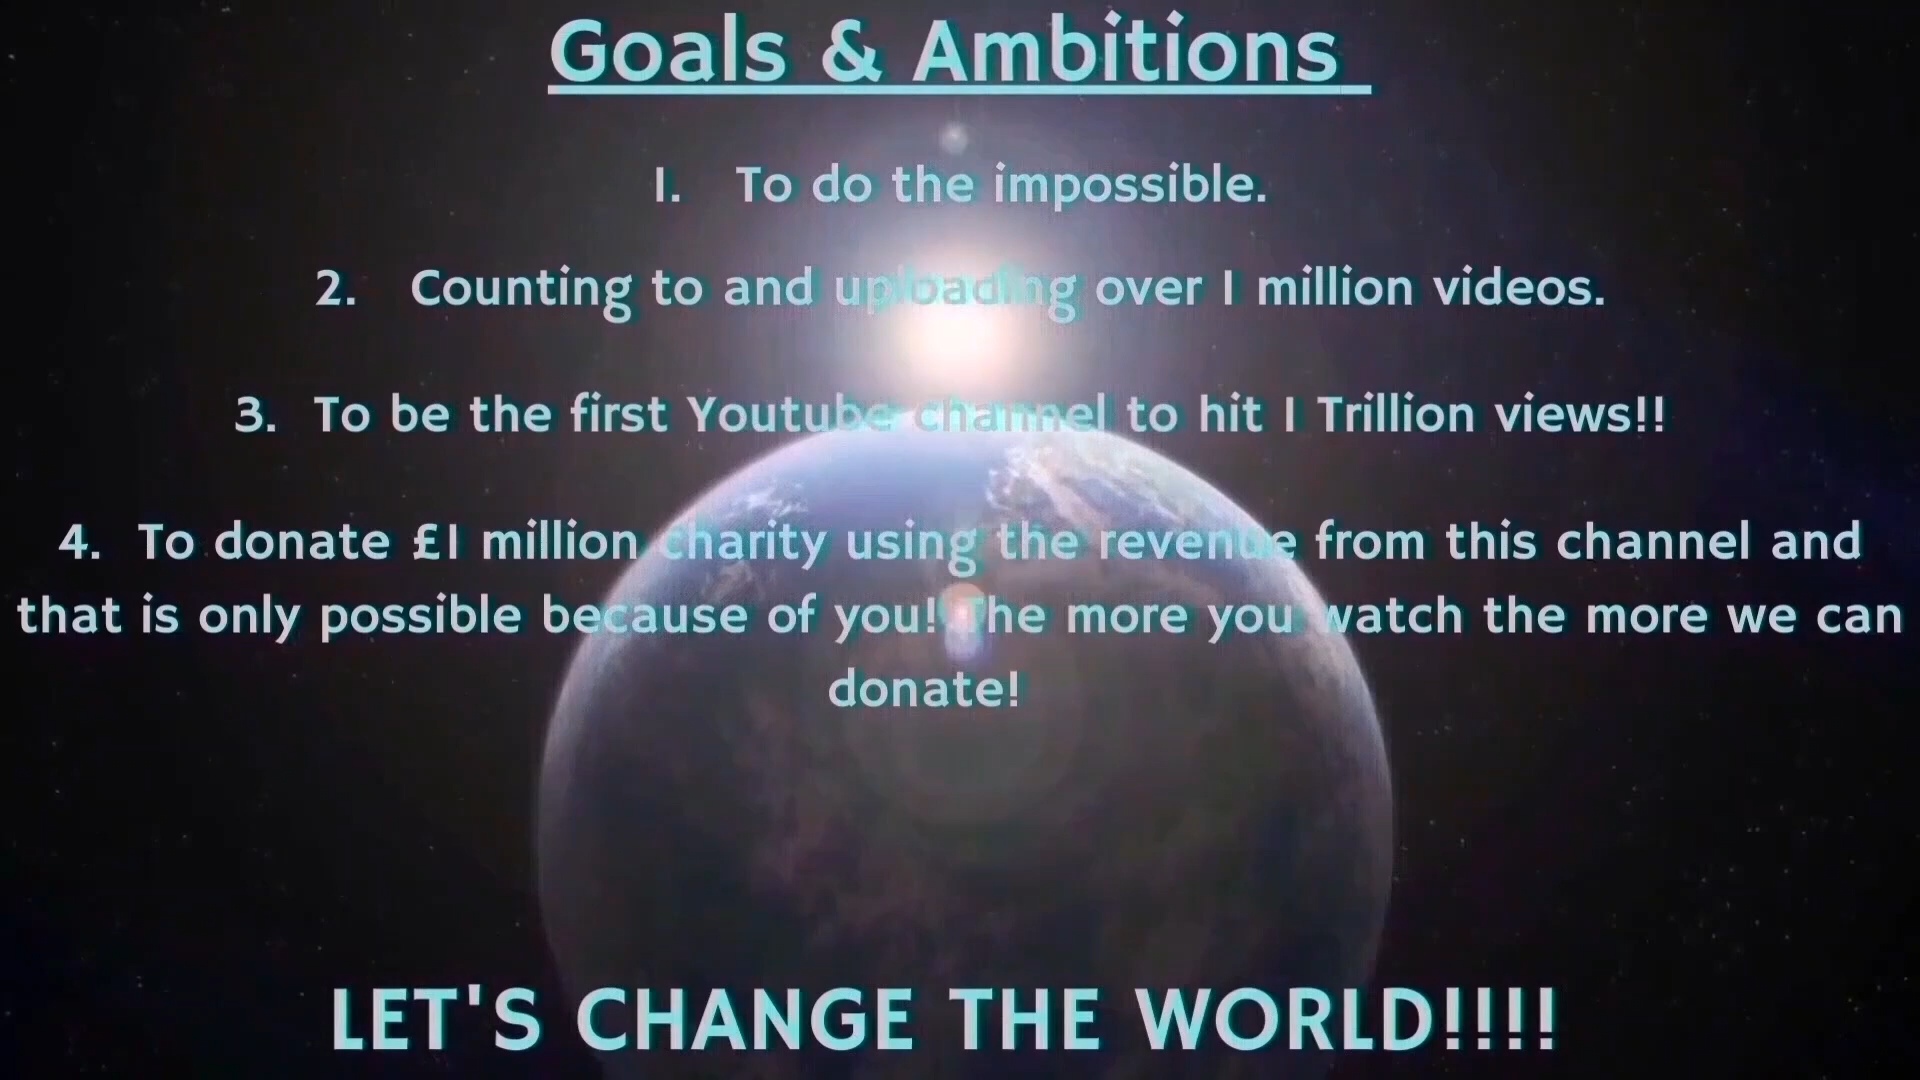 Goals & Ambitions
1. To do the impossible.
2. Counting to and uploading over 1 million videos.
3. To be the first Youtube channel to hit 1 Trillion views!!
4. To donate £1 million charity using the revenue from this channel and
that is only possible because of you! The more you watch the more we can
donate!
LET'S CHANGE THE WORLD!!!!